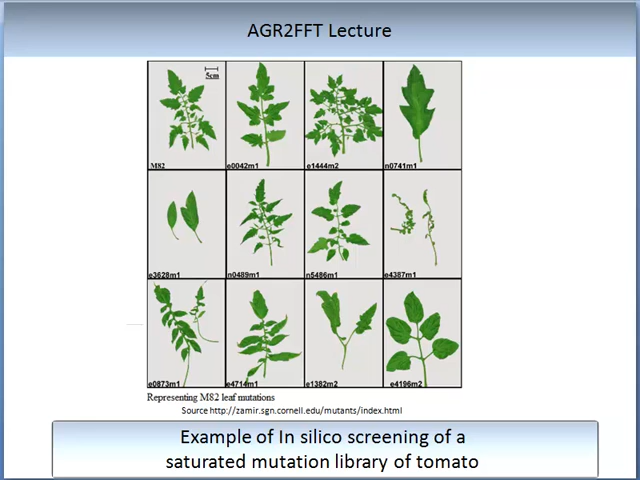 AGR2FFT Lecture
5cm
M82
e0042m1
e1444m2
n0741m1
e3628m1
n0489m1
n5486m1
e4387m1
e0873m1
e4714m1
e1382m2
e4196m2
Representing M82 leaf mutations
Source http://zamir.sgn.cornell.edu/mutants/index.html
Example of In silico screening of a
saturated mutation library of tomato